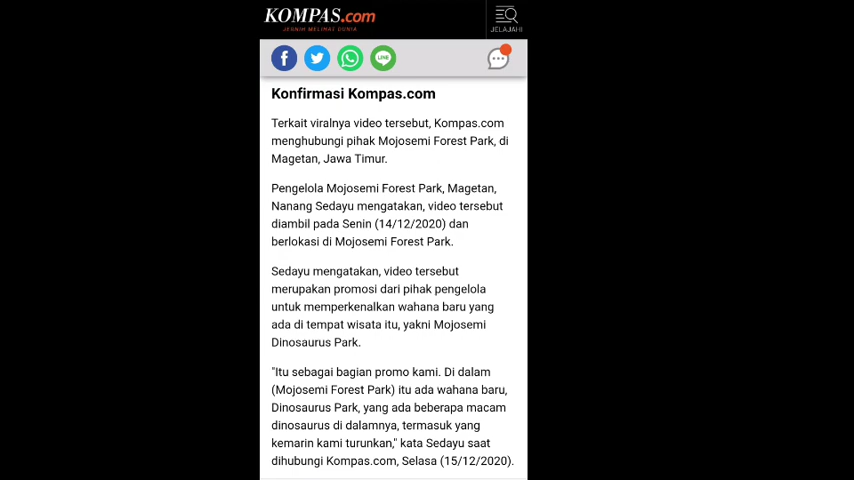 KOMPAS.com
JERNIH MELIHAT DUNIA
JELAJAHI
LINE
Konfirmasi Kompas.com
Terkait viralnya video tersebut, Kompas.com
menghubungi pihak Mojosemi Forest Park, di
Magetan, Jawa Timur.
Pengelola Mojosemi Forest Park, Magetan,
Nanang Sedayu mengatakan, video tersebut
diambil pada Senin (14/12/2020) dan
berlokasi di Mojosemi Forest Park.
Sedayu mengatakan, video tersebut
merupakan promosi dari pihak pengelola
untuk memperkenalkan wahana baru yang
ada di tempat wisata itu, yakni Mojosemi
Dinosaurus Park.
"Itu sebagai bagian promo kami. Di dalam
(Mojosemi Forest Park) itu ada wahana baru,
Dinosaurus Park, yang ada beberapa macam
dinosaurus di dalamnya, termasuk yang
kemarin kami turunkan," kata Sedayu saat
dihubungi Kompas.com, Selasa (15/12/2020).